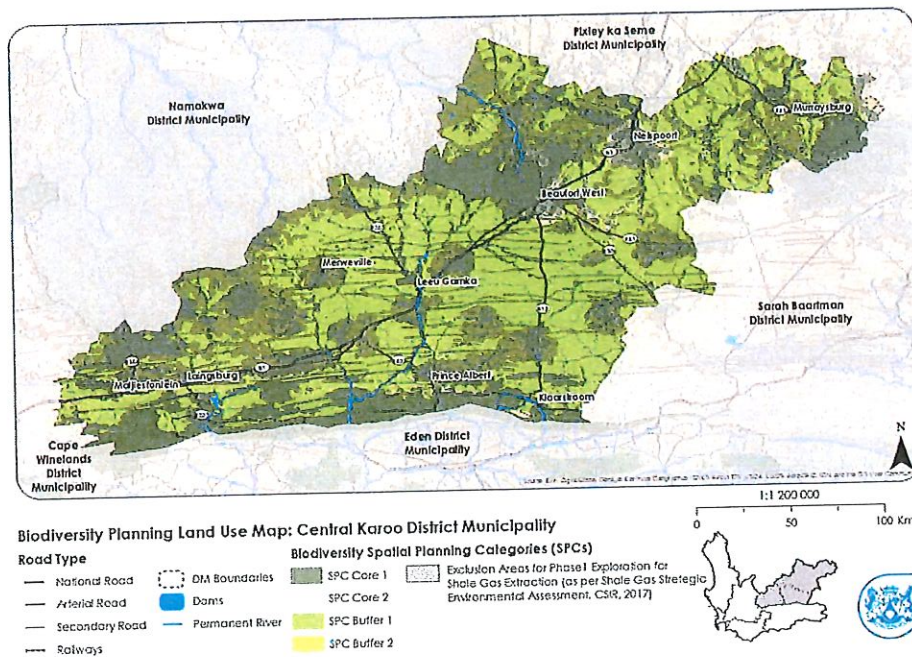 Pixley ka Seme
District Municipality
Namakwa
District Municipality
Murraysburg
Nelspoort
Beaufort West
Merweville
Leeu Gamka
Sarah Baartman
District Municipality
Laingsburg
Matjiesfontein
Prince Albert
Klaarstroom
Eden District
Municipality
Cape
Winelands
District
Municipality
N
1:1 200 000
0 50 100 Km
Biodiversity Planning Land Use Map: Central Karoo District Municipality
Road Type
National Road
Arterial Road
Secondary Road
Railways
DM Boundaries
Dams
Permanent River
Biodiversity Spatial Planning Categories (SPCs)
SPC Core 1
SPC Core 2
SPC Buffer 1
SPC Buffer 2
Exclusion Areas for Phase1 Exploration for
Shale Gas Extraction (as per Shale Gas Strategic
Environmental Assessment, CSIR, 2017)